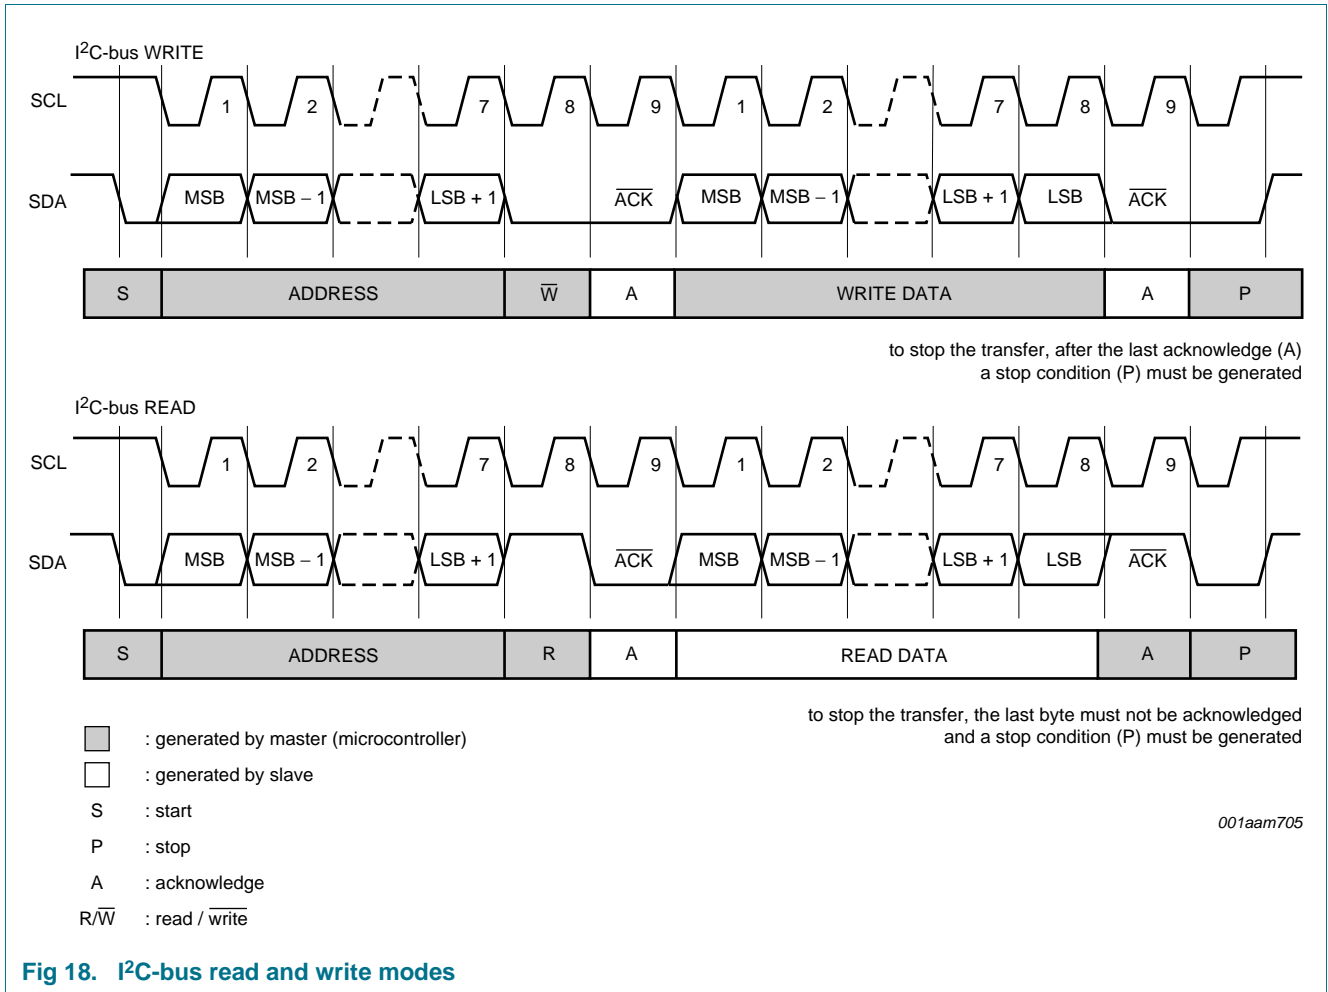 I²C-bus WRITE
SCL 1 2 7 8 9 1 2 7 8 9
SDA MSB MSB − 1 LSB + 1 A̅C̅K̅ MSB MSB − 1 LSB + 1 LSB A̅C̅K̅
S ADDRESS W̅ A WRITE DATA A P
to stop the transfer, after the last acknowledge (A)
a stop condition (P) must be generated
I²C-bus READ
SCL 1 2 7 8 9 1 2 7 8 9
SDA MSB MSB − 1 LSB + 1 A̅C̅K̅ MSB MSB − 1 LSB + 1 LSB A̅C̅K̅
S ADDRESS R A READ DATA A P
to stop the transfer, the last byte must not be acknowledged
and a stop condition (P) must be generated
: generated by master (microcontroller)
: generated by slave
S : start
P : stop
A : acknowledge
R/W̅ : read / w̅r̅i̅t̅e̅
001aam705
Fig 18. I²C-bus read and write modes